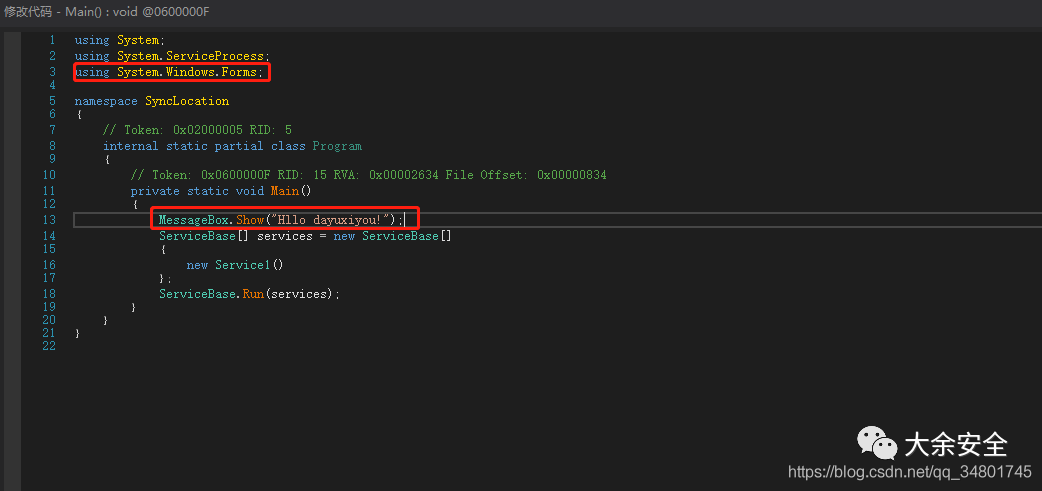 修改代码 - Main() : void @0600000F
1 using System;
2 using System.ServiceProcess;
3 using System.Windows.Forms;
4
5 namespace SyncLocation
6 {
7 // Token: 0x02000005 RID: 5
8 internal static partial class Program
9 {
10 // Token: 0x0600000F RID: 15 RVA: 0x00002634 File Offset: 0x00000834
11 private static void Main()
12 {
13 MessageBox.Show("Hllo dayuxiyou!");
14 ServiceBase[] services = new ServiceBase[]
15 {
16 new Service1()
17 };
18 ServiceBase.Run(services);
19 }
20 }
21 }
22
大余安全
https://blog.csdn.net/qq_34801745